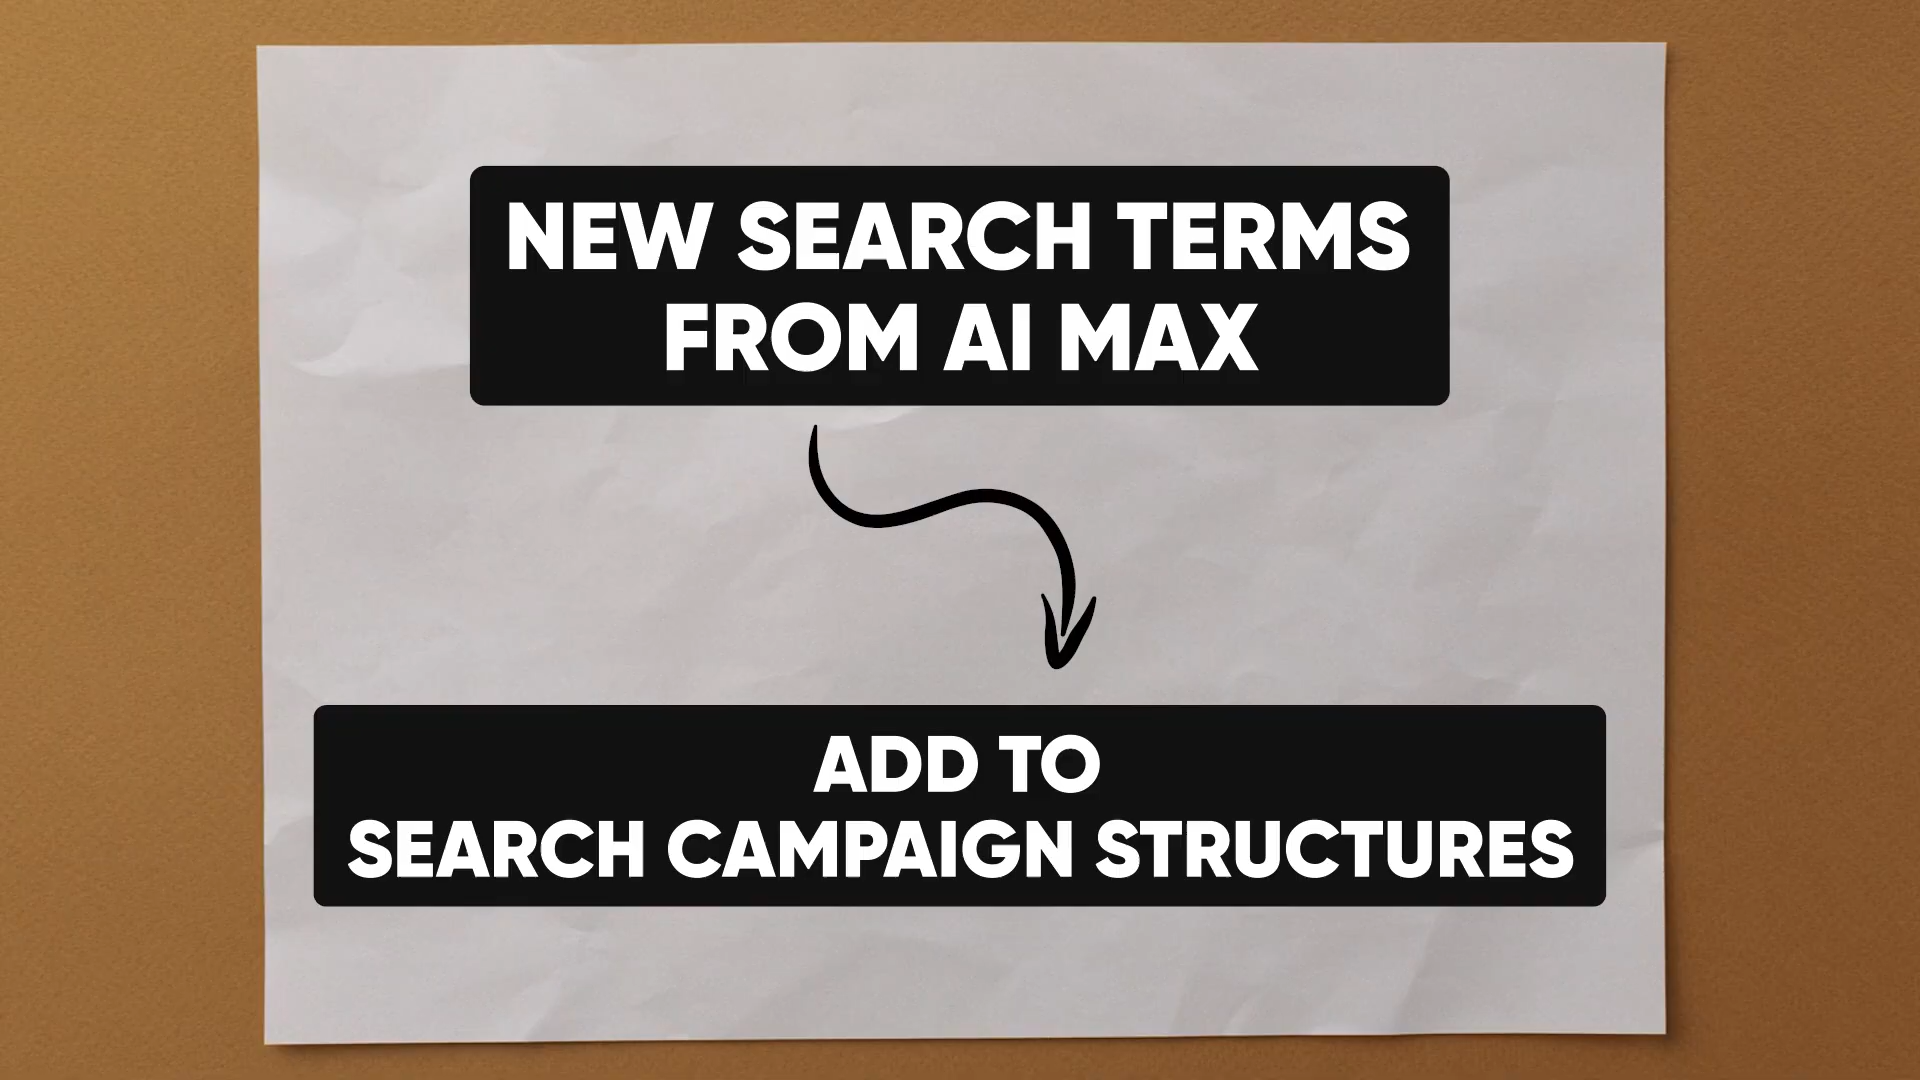 NEW SEARCH TERMS
FROM AI MAX
ADD TO
SEARCH CAMPAIGN STRUCTURES